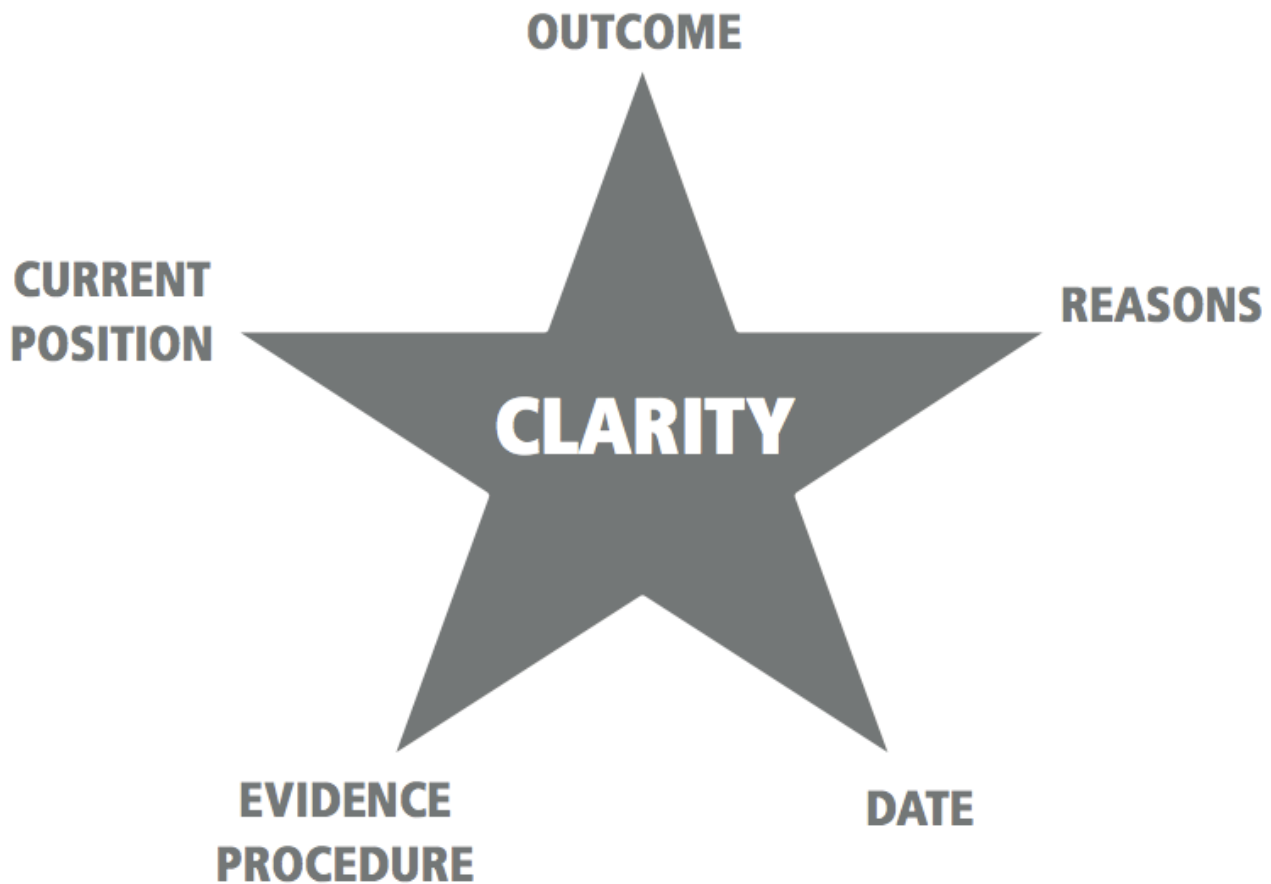 OUTCOME
CURRENT
POSITION
REASONS
CLARITY
EVIDENCE
PROCEDURE
DATE